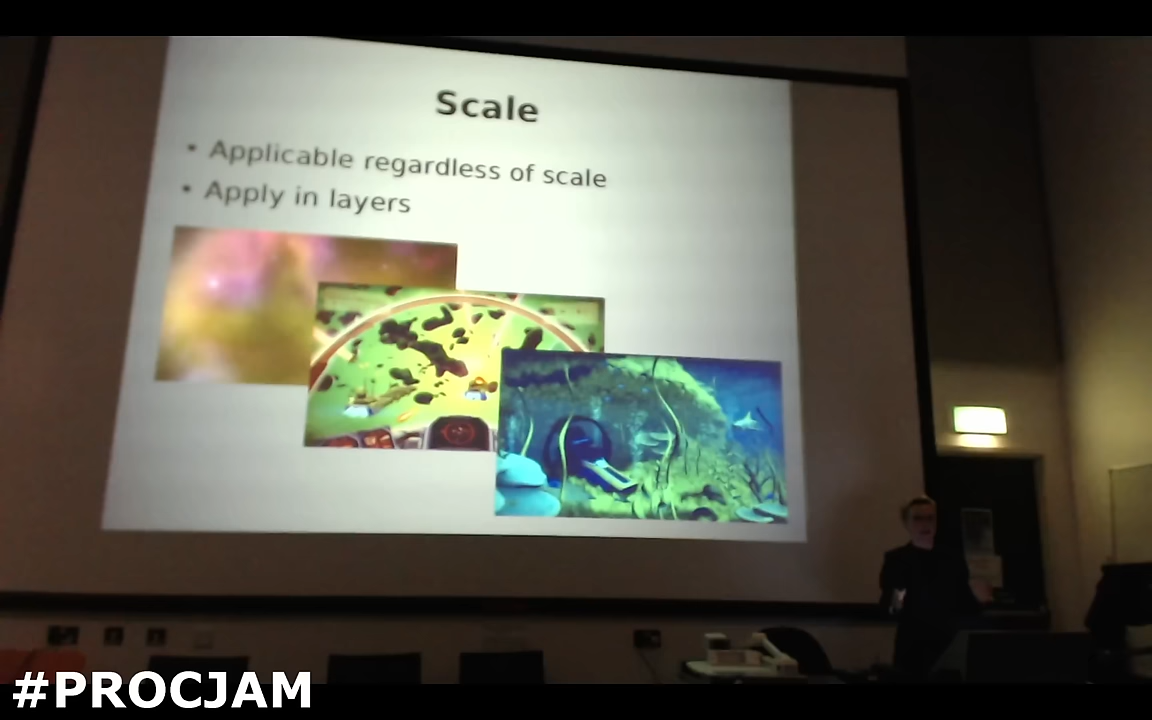 Scale
• Applicable regardless of scale
• Apply in layers
#PROCJAM